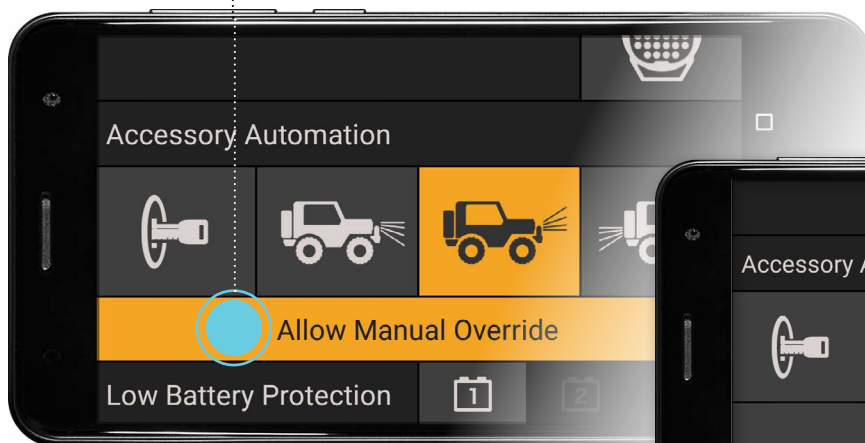 Accessory Automation
Allow Manual Override
Low Battery Protection
1
2
Accessory A